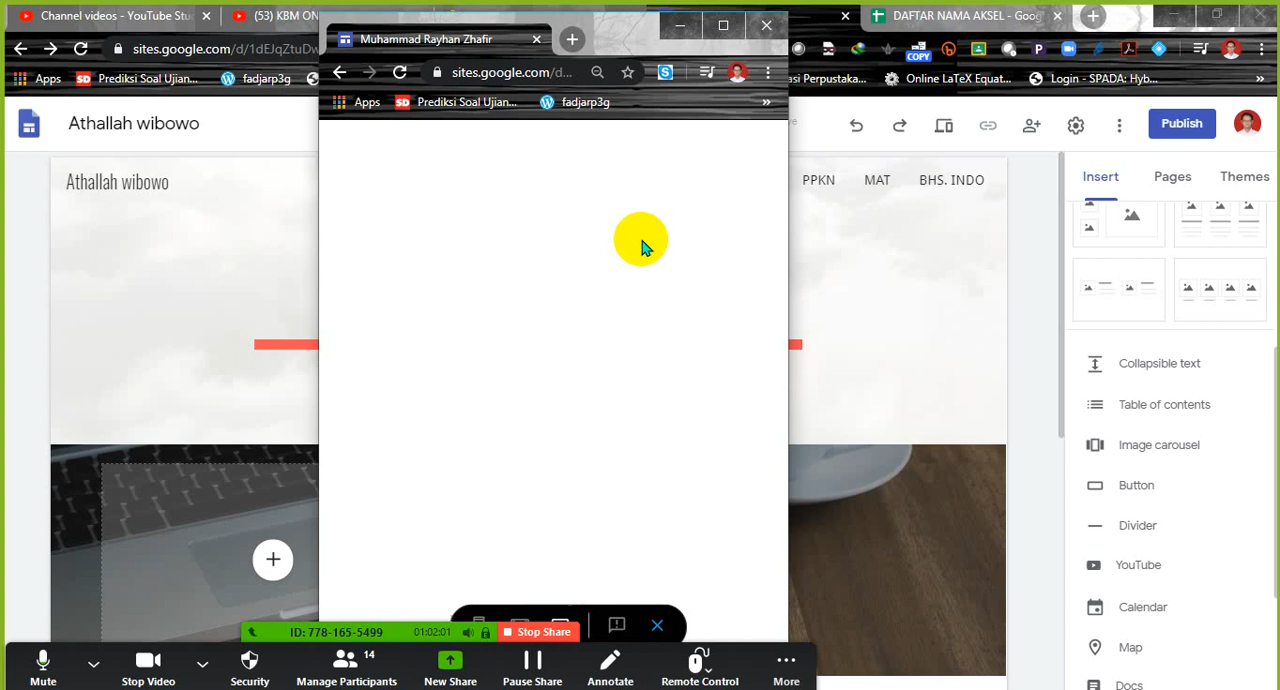 Channel videos - YouTube Stu
(53) KBM ON
DAFTAR NAMA AKSEL - Goog
Muhammad Rayhan Zhafir
sites.google.com/d/1dEJqZtuDw
sites.google.com/d...
COPY
P
Apps
SD
Prediksi Soal Ujian...
fadjarp3g
asi Perpustaka...
Online LaTeX Equat...
Login - SPADA: Hyb...
»
Apps
SD
Prediksi Soal Ujian...
fadjarp3g
»
Athallah wibowo
Publish
Athallah wibowo
PPKN
MAT
BHS. INDO
Insert
Pages
Themes
Collapsible text
Table of contents
Image carousel
Button
Divider
YouTube
Calendar
Map
Docs
ID: 778-165-5499
01:02:01
Stop Share
14
Mute
Stop Video
Security
Manage Participants
New Share
Pause Share
Annotate
Remote Control
More